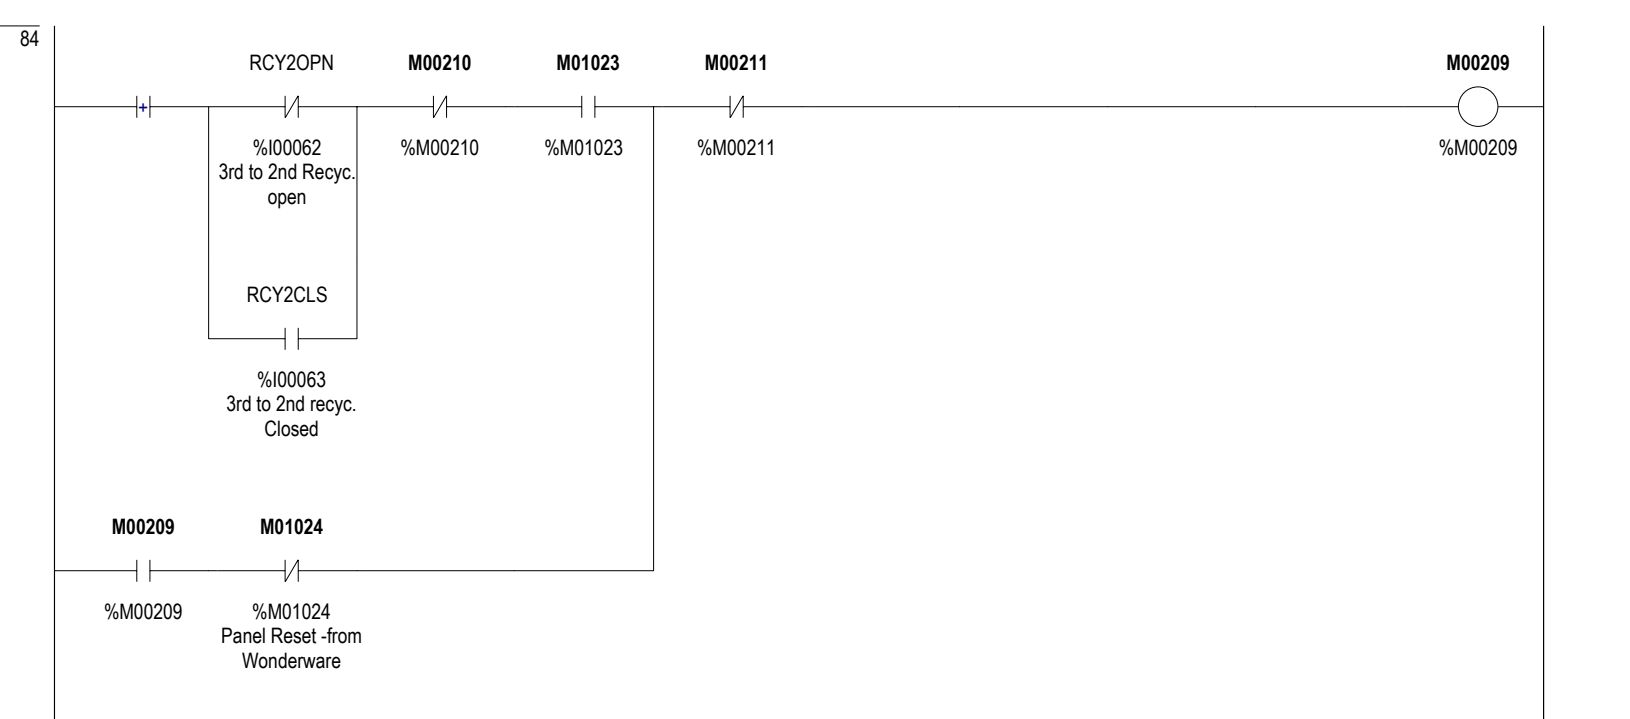 84
RCY2OPN M00210 M01023 M00211 M00209
+
%I00062 %M00210 %M01023 %M00211 %M00209
3rd to 2nd Recyc.
open
RCY2CLS
%I00063
3rd to 2nd recyc.
Closed
M00209 M01024
%M00209 %M01024
Panel Reset -from
Wonderware